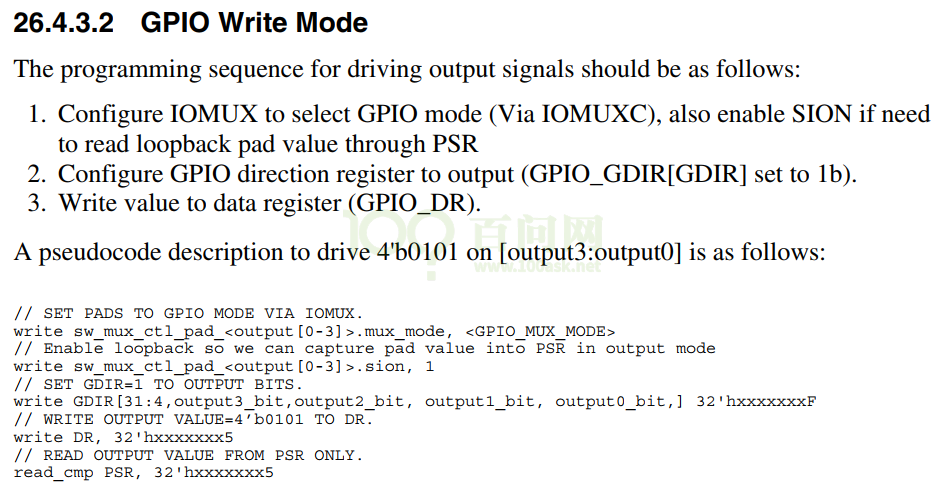 26.4.3.2 GPIO Write Mode
The programming sequence for driving output signals should be as follows:
1. Configure IOMUX to select GPIO mode (Via IOMUXC), also enable SION if need
to read loopback pad value through PSR
2. Configure GPIO direction register to output (GPIO_GDIR[GDIR] set to 1b).
3. Write value to data register (GPIO_DR).
100 百问网
www.100ask.net
A pseudocode description to drive 4'b0101 on [output3:output0] is as follows:
// SET PADS TO GPIO MODE VIA IOMUX.
write sw_mux_ctl_pad_<output[0-3]>.mux_mode, <GPIO_MUX_MODE>
// Enable loopback so we can capture pad value into PSR in output mode
write sw_mux_ctl_pad_<output[0-3]>.sion, 1
// SET GDIR=1 TO OUTPUT BITS.
write GDIR[31:4,output3_bit,output2_bit, output1_bit, output0_bit,] 32'hxxxxxxxF
// WRITE OUTPUT VALUE=4’b0101 TO DR.
write DR, 32'hxxxxxxx5
// READ OUTPUT VALUE FROM PSR ONLY.
read_cmp PSR, 32'hxxxxxxx5